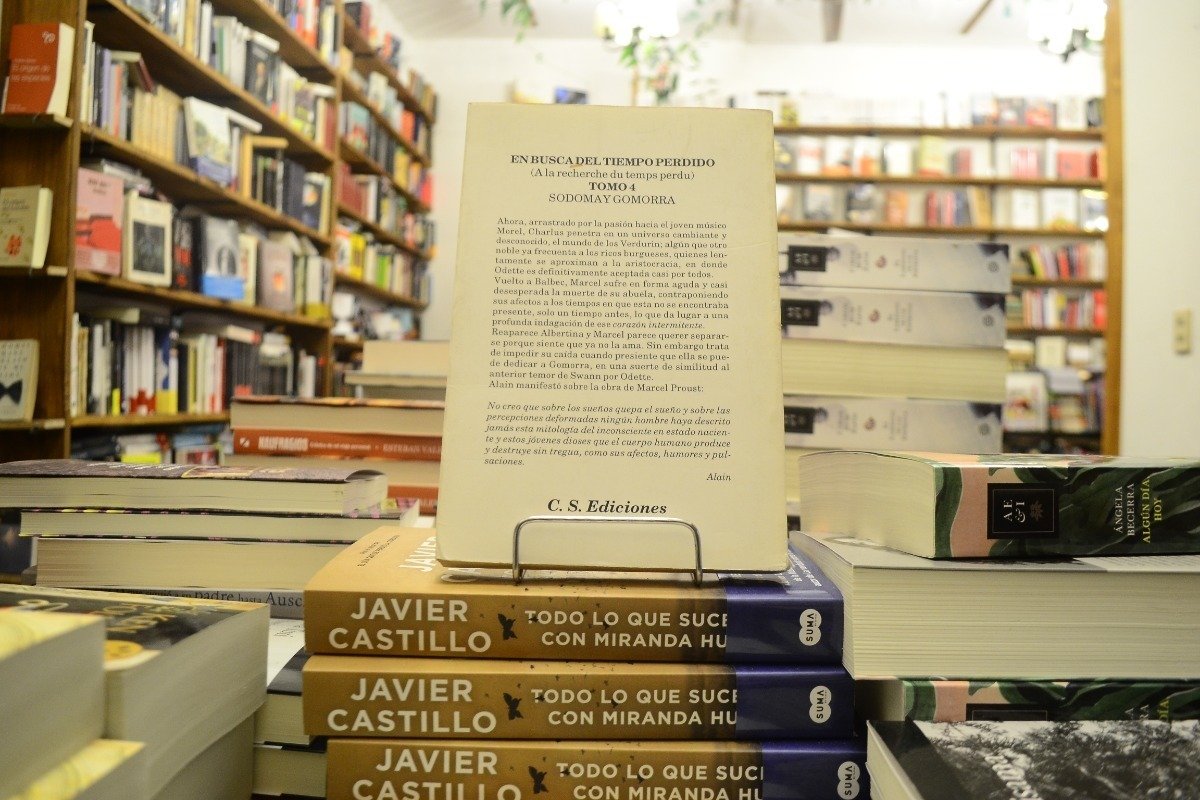 EN BUSCA DEL TIEMPO PERDIDO
(A la recherche du temps perdu)
TOMO 4
SODOMA Y GOMORRA
Ahora, arrastrado por la pasión hacia el joven músico
Morel, Charlus penetra en un universo cambiante y
desconocido, el mundo de los Verdurin; algún que otro
noble ya frecuenta a los ricos burgueses, quienes len-
tamente se aproximan a la aristocracia, en donde
Odette es definitivamente aceptada casi por todos.
Vuelto a Balbec, Marcel sufre en forma aguda y casi
desesperada la muerte de su abuela, contraponiendo
sus afectos a los tiempos en que esta no se encontraba
presente, solo un tiempo antes, lo que da lugar a una
profunda indagación de ese corazón intermitente.
Reaparece Albertina y Marcel parece querer separar-
se porque siente que ya no la ama. Sin embargo trata
de impedir su caída cuando presiente que ella se pue-
de dedicar a Gomorra, en una suerte de similitud al
anterior temor de Swann por Odette.
Alain manifestó sobre la obra de Marcel Proust:
No creo que sobre los sueños quepa el sueño y sobre las
percepciones deformadas ningún hombre haya descrito
jamás esta mitología del inconsciente en estado nacien-
te y estos jóvenes dioses que el cuerpo humano produce
y destruye sin tregua, como sus afectos, humores y pul-
saciones.
Alain
C. S. Ediciones
NAUFRAGIOS
ESTEBAN
AE
&I
ÁNGELA
BECERRA
ALGÚN DÍA,
HOY
padre hasta Ausc
JAVIER
CASTILLO
TODO LO QUE SUCE
CON MIRANDA HU
SUMA
JAVIER
CASTILLO
TODO LO QUE SUCE
CON MIRANDA HU
SUMA
JAVIER
CASTILLO
TODO LO QUE SUCE
CON MIRANDA HU
SUMA